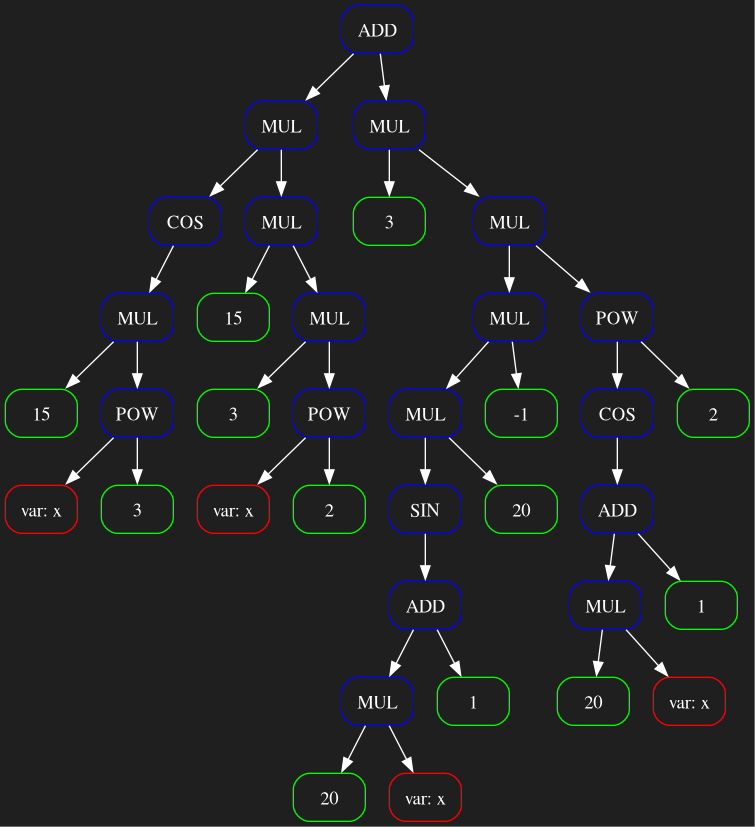 ADD
MUL MUL
COS MUL 3 MUL
MUL 15 MUL MUL POW
15 POW 3 POW MUL -1 COS 2
var: x 3 var: x 2 SIN 20 ADD
ADD MUL 1
MUL 1 20 var: x
20 var: x